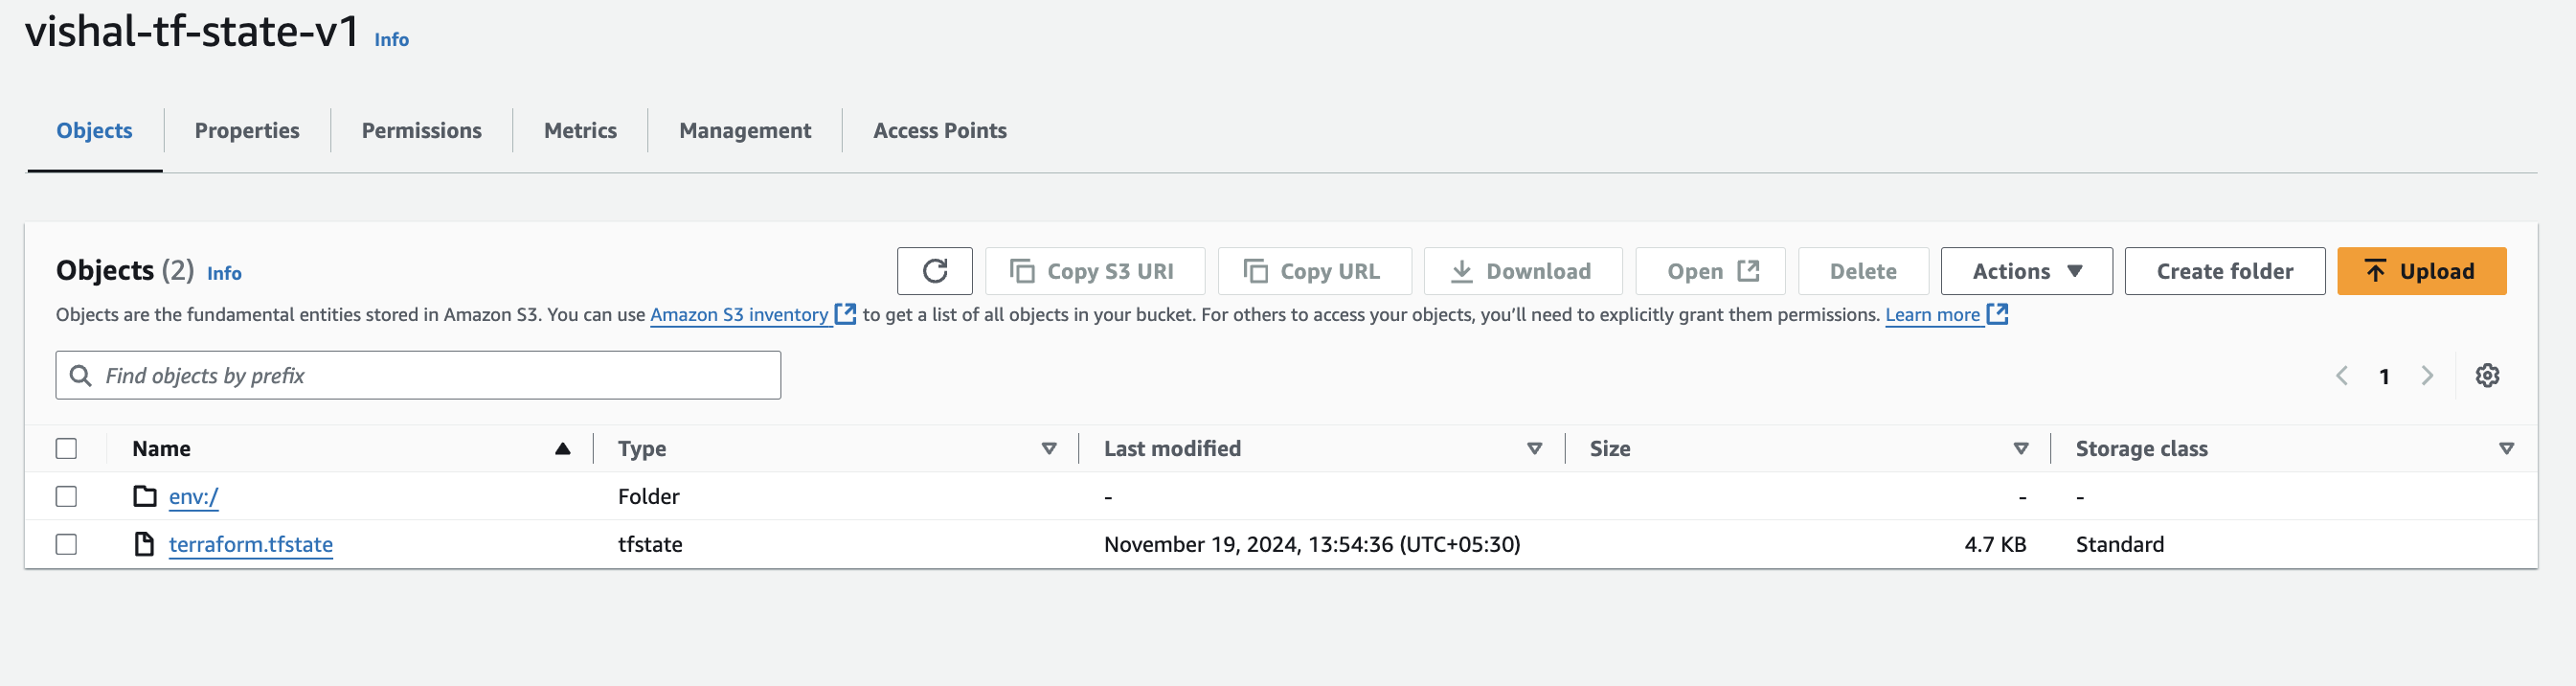 vishal-tf-state-v1 Info
Objects Properties Permissions Metrics Management Access Points
Objects (2) Info Copy S3 URI Copy URL Download Open Delete Actions Create folder Upload
Objects are the fundamental entities stored in Amazon S3. You can use Amazon S3 inventory to get a list of all objects in your bucket. For others to access your objects, you’ll need to explicitly grant them permissions. Learn more
Find objects by prefix 1
Name Type Last modified Size Storage class
env:/ Folder - - -
terraform.tfstate tfstate November 19, 2024, 13:54:36 (UTC+05:30) 4.7 KB Standard